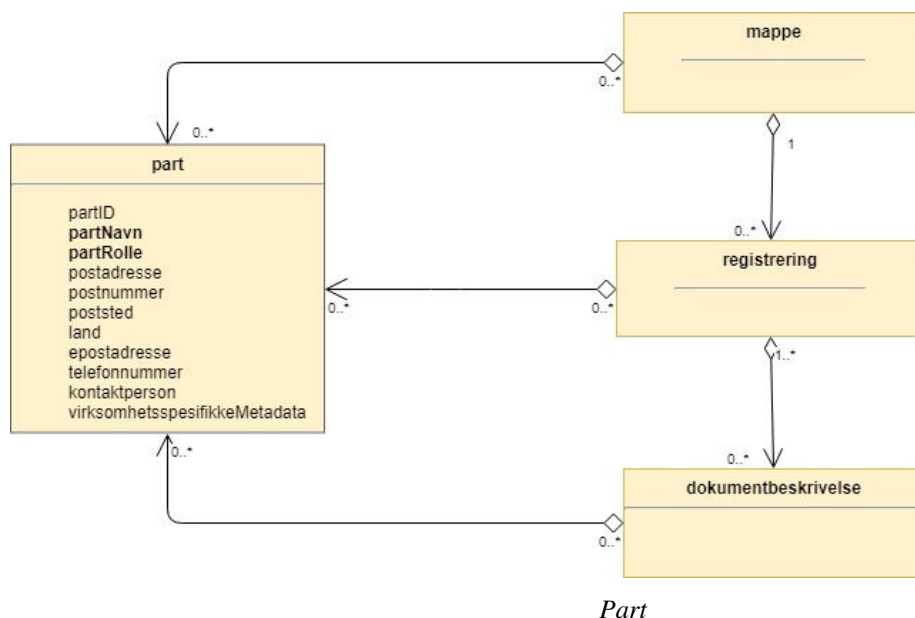 mappe
0..*
0..*
1
part
partID
partNavn
partRolle
postadresse
postnummer
poststed
land
epostadresse
telefonnummer
kontaktperson
virksomhetsspesifikkeMetadata
0..*
registrering
0..*
0..*
1..*
0..*
0..*
dokumentbeskrivelse
0..*
Part